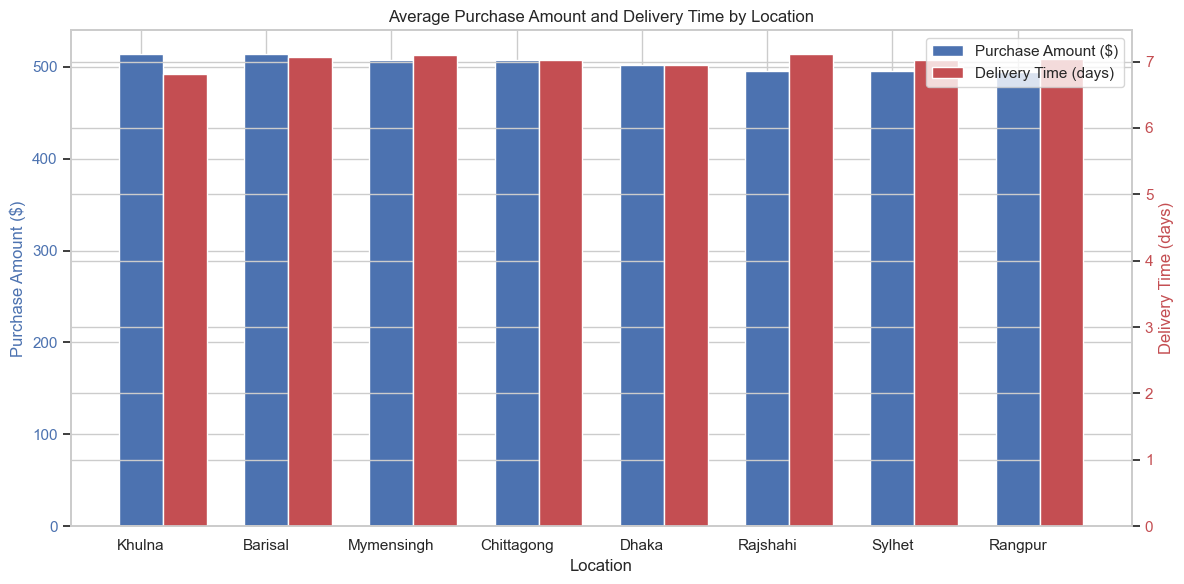 Average Purchase Amount and Delivery Time by Location
Purchase Amount ($)
Delivery Time (days)
500
400
300
200
100
0
Purchase Amount ($)
7
6
5
4
3
2
1
0
Delivery Time (days)
Khulna Barisal Mymensingh Chittagong Dhaka Rajshahi Sylhet Rangpur
Location